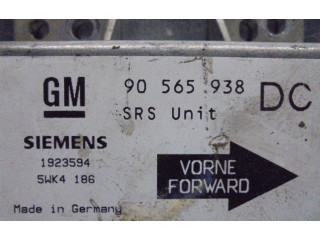 GM 90 565 938 DC
SRS Unit
SIEMENS
1923594
5WK4 186
VORNE
FORWARD
Made in Germany